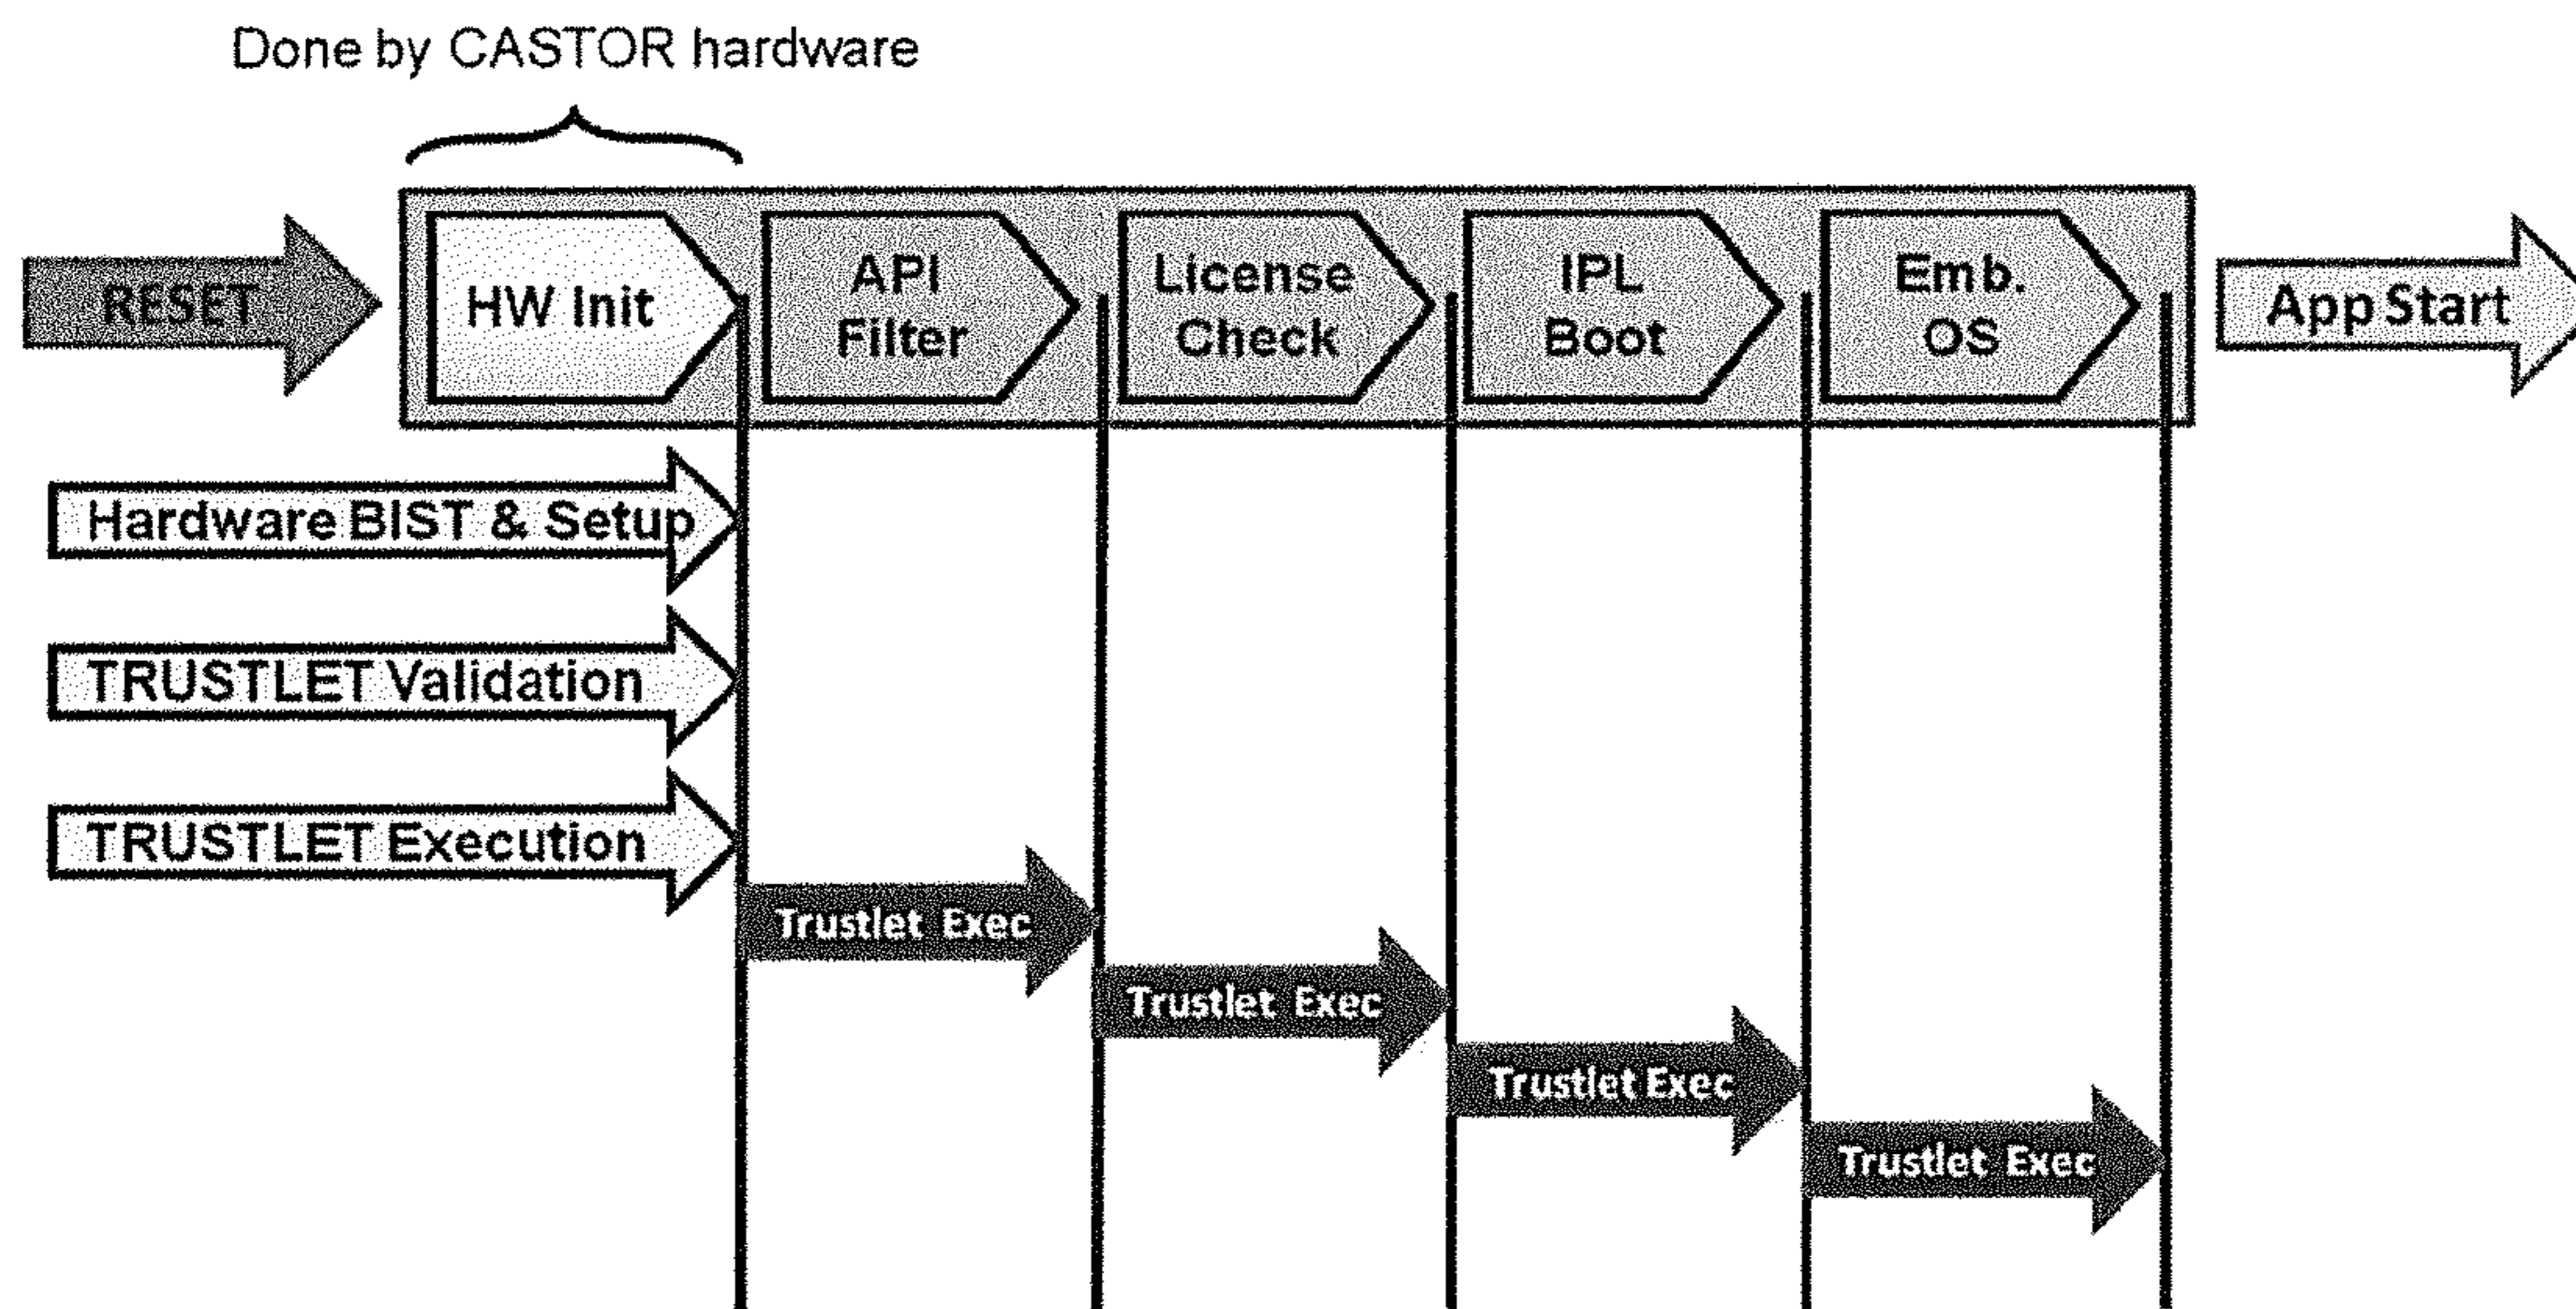 Done by CASTOR hardware
RESET
HW Init
API
Filter
License
Check
IPL
Boot
Emb.
OS
App Start
Hardware BIST & Setup
TRUSTLET Validation
TRUSTLET Execution
Trustlet Exec
Trustlet Exec
Trustlet Exec
Trustlet Exec